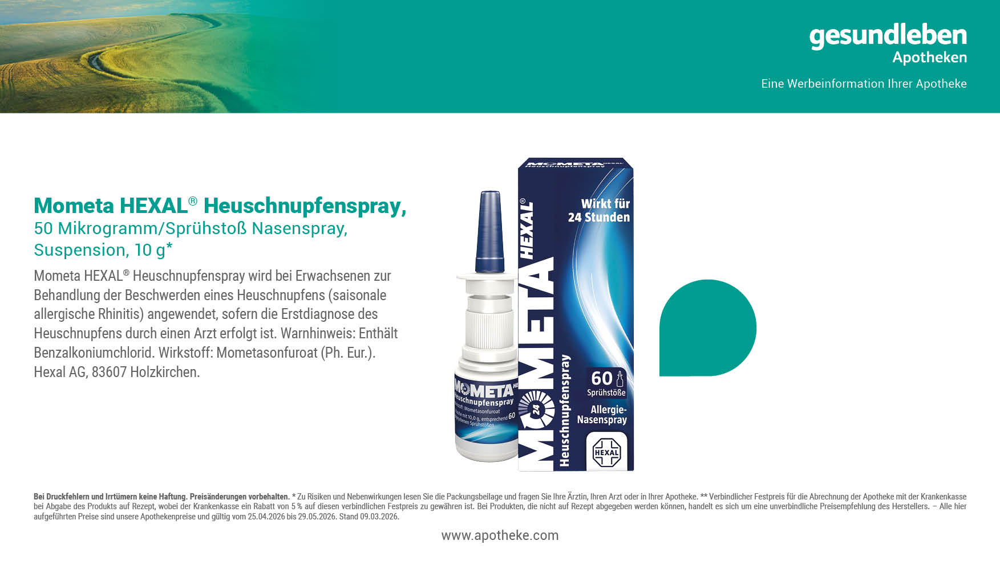 gesundleben
Apotheken
Eine Werbeinformation Ihrer Apotheke
Mometa HEXAL® Heuschnupfenspray,
50 Mikrogramm/Sprühstoß Nasenspray,
Suspension, 10 g*
Mometa HEXAL® Heuschnupfenspray wird bei Erwachsenen zur
Behandlung der Beschwerden eines Heuschnupfens (saisonale
allergische Rhinitis) angewendet, sofern die Erstdiagnose des
Heuschnupfens durch einen Arzt erfolgt ist. Warnhinweis: Enthält
Benzalkoniumchlorid. Wirkstoff: Mometasonfuroat (Ph. Eur.).
Hexal AG, 83607 Holzkirchen.
MOMETA HEXAL
Heuschnupfenspray
MOMETA HEXAL®
Heuschnupfenspray
24
Wirkt für
24 Stunden
60
Sprühstöße
Allergie-
Nasenspray
HEXAL
MOMETA HE
Heuschnupfenspray
Mometasonfuroat
mit 10,0 g, entsprechend 60
Sprühstößen
Bei Druckfehlern und Irrtümern keine Haftung. Preisänderungen vorbehalten. * Zu Risiken und Nebenwirkungen lesen Sie die Packungsbeilage und fragen Sie Ihre Ärztin, Ihren Arzt oder in Ihrer Apotheke. ** Verbindlicher Festpreis für die Abrechnung der Apotheke mit der Krankenkasse
bei Abgabe des Produkts auf Rezept, wobei der Krankenkasse ein Rabatt von 5 % auf diesen verbindlichen Festpreis zu gewähren ist. Bei Produkten, die nicht auf Rezept abgegeben werden können, handelt es sich um eine unverbindliche Preisempfehlung des Herstellers. – Alle hier
aufgeführten Preise sind unsere Apothekenpreise und gültig vom 25.04.2026 bis 29.05.2026. Stand 09.03.2026.
www.apotheke.com